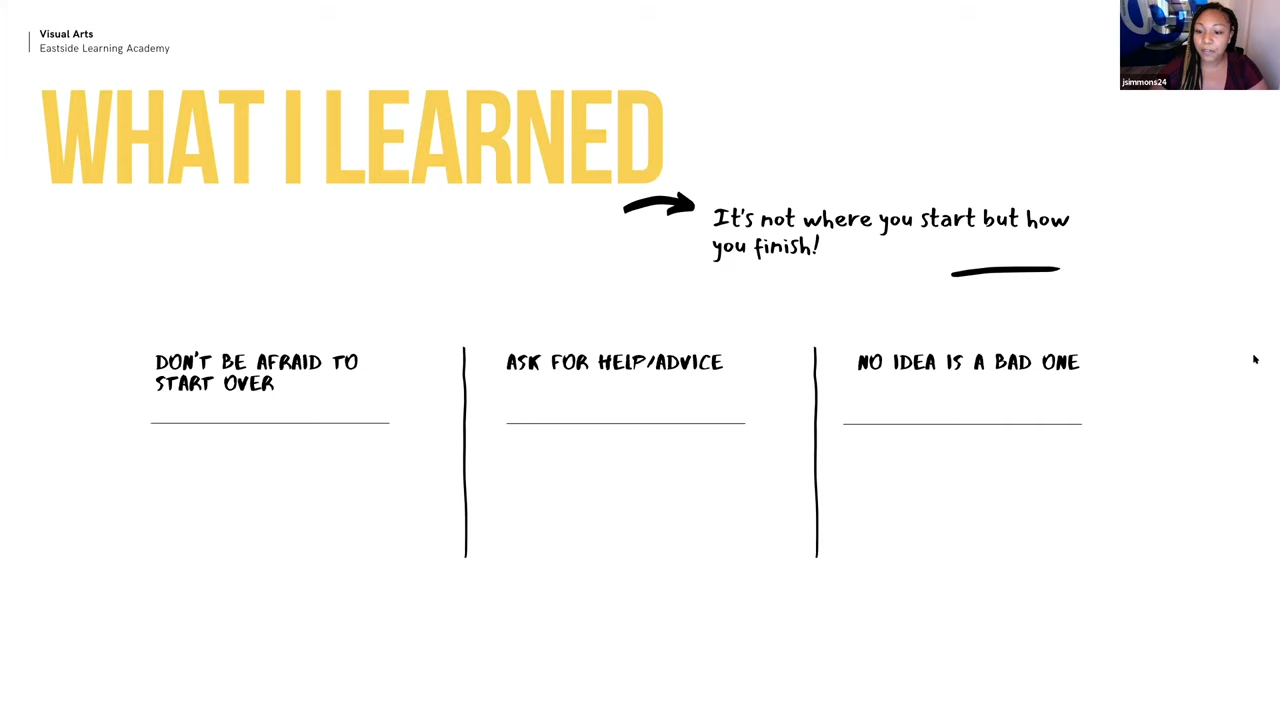 Visual Arts
Eastside Learning Academy
jsimmons24
WHAT I LEARNED
It's not where you start but how
you finish!
DON'T BE AFRAID TO
START OVER
ASK FOR HELP/ADVICE
NO IDEA IS A BAD ONE